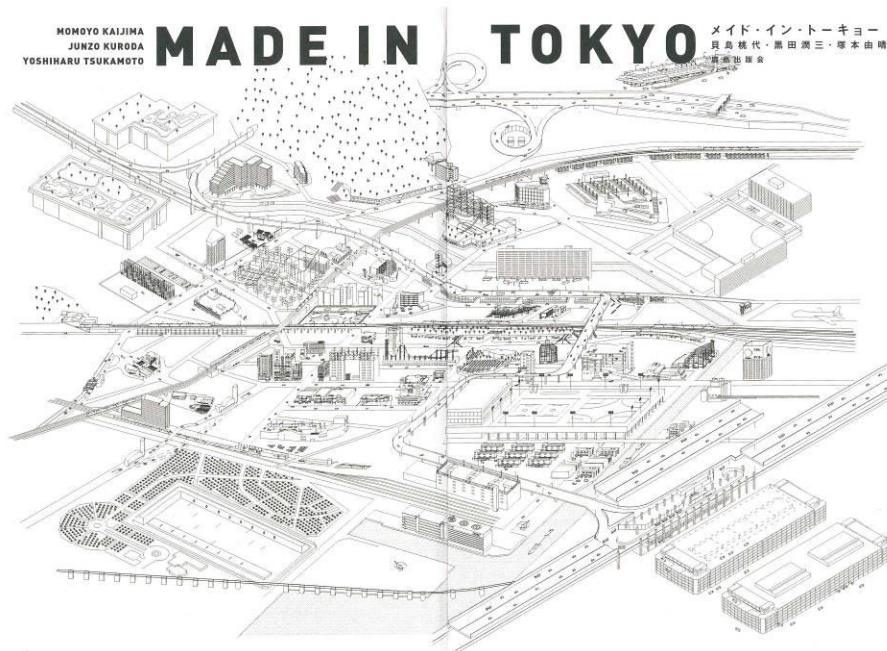 MOMOYO KAIJIMA
JUNZO KURODA
YOSHIHARU TSUKAMOTO
MADE IN TOKYO
メイド・イン・トーキョー
貝島桃代・黒田潤三・塚本由晴
鹿島出版会